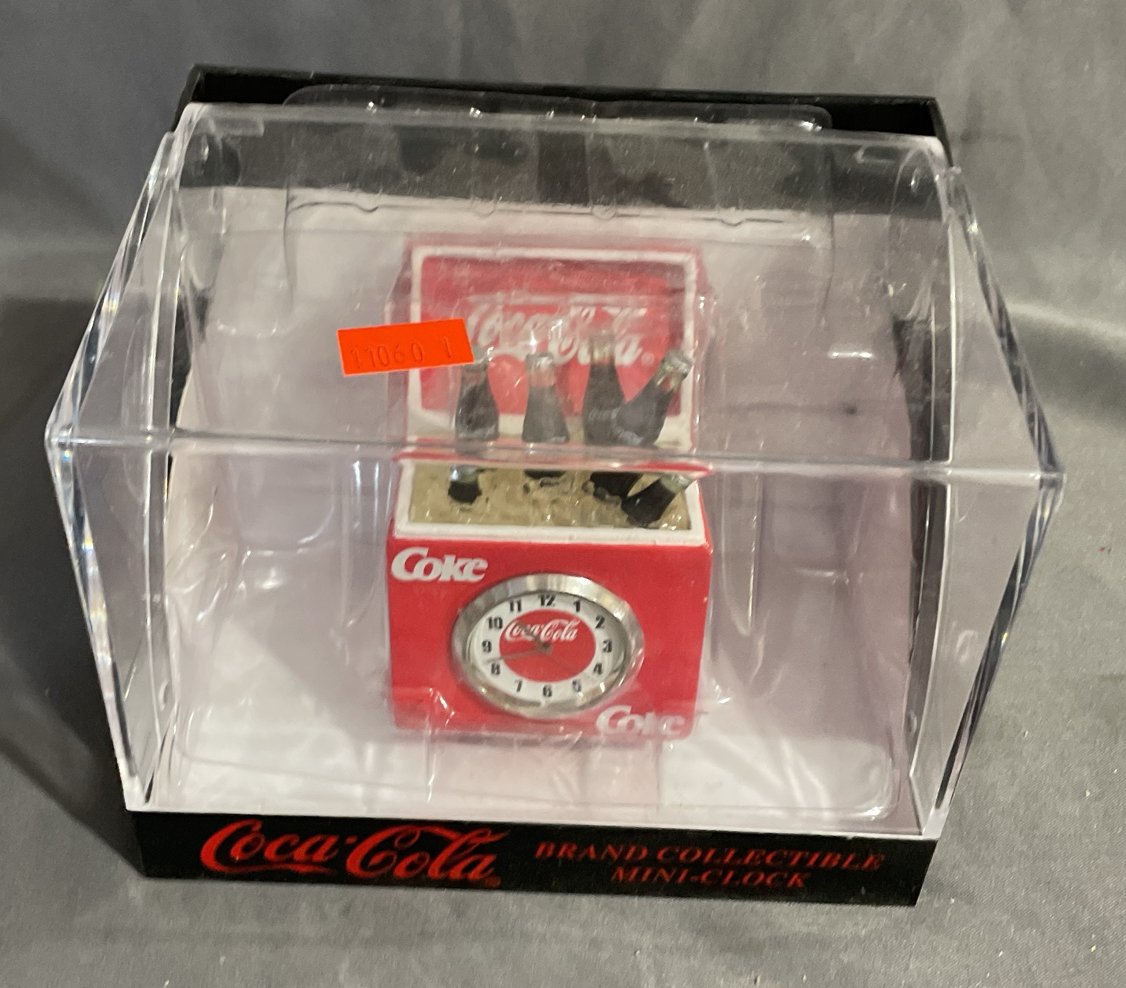 Coca-Cola®
11060 1
Coke
11 12 1
10 2
Coca-Cola
9 3
8 4
7 6 5
Coke
Coca-Cola®
BRAND COLLECTIBLE
MINI-CLOCK